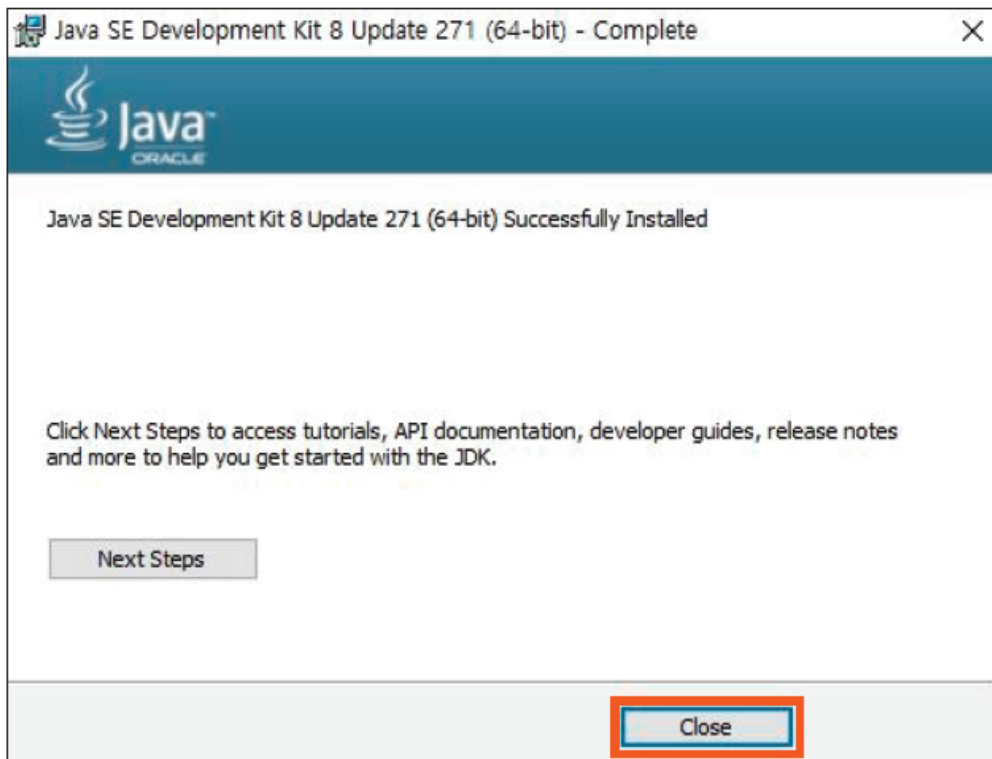 Java SE Development Kit 8 Update 271 (64-bit) - Complete
Java™
ORACLE
Java SE Development Kit 8 Update 271 (64-bit) Successfully Installed
Click Next Steps to access tutorials, API documentation, developer guides, release notes
and more to help you get started with the JDK.
Next Steps
Close